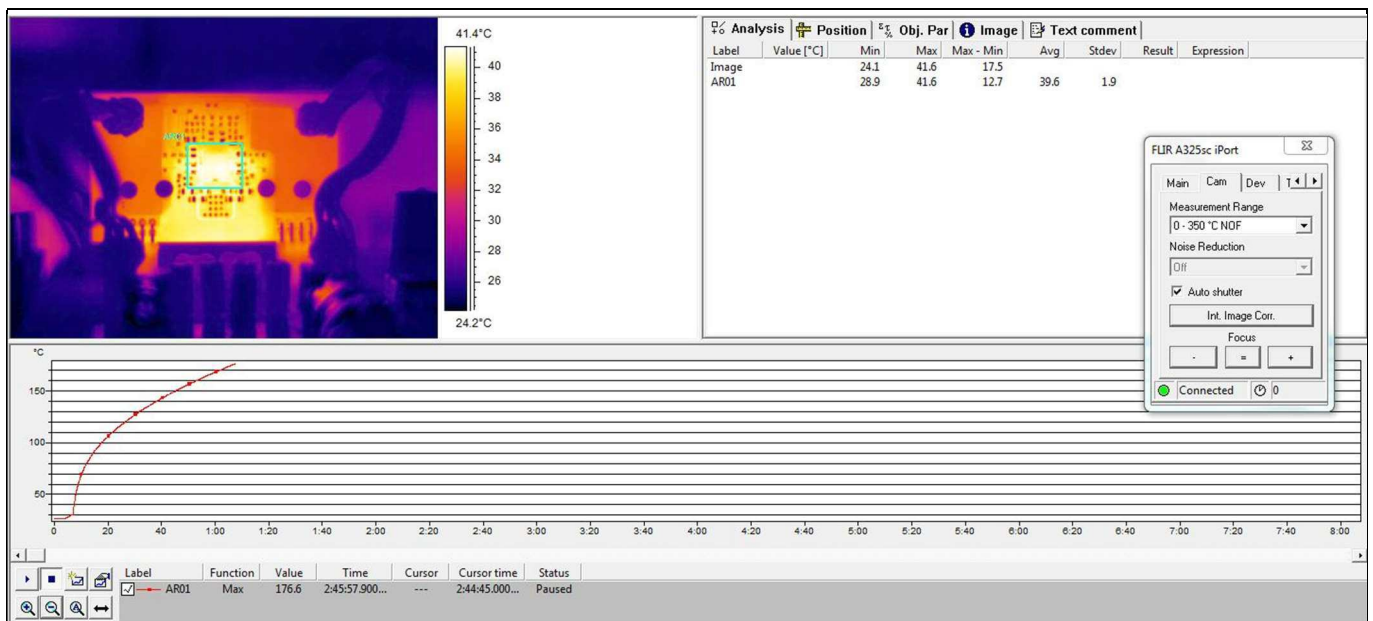 41.4°C
40
38
36
34
32
30
28
26
24.2°C
AR01
Analysis Position Obj. Par Image Text comment
Label Value [°C] Min Max Max - Min Avg Stdev Result Expression
Image 24.1 41.6 17.5
AR01 28.9 41.6 12.7 39.6 1.9
FLIR A325sc iPort
Main Cam Dev T
Measurement Range
0 - 350 °C NOF
Noise Reduction
Off
Auto shutter
Int. Image Corr.
Focus
- = +
Connected 0
°C
150
100
50
0 20 40 1:00 1:20 1:40 2:00 2:20 2:40 3:00 3:20 3:40 4:00 4:20 4:40 5:00 5:20 5:40 6:00 6:20 6:40 7:00 7:20 7:40 8:00
Label Function Value Time Cursor Cursor time Status
AR01 Max 176.6 2:45:57.900... --- 2:44:45.000... Paused